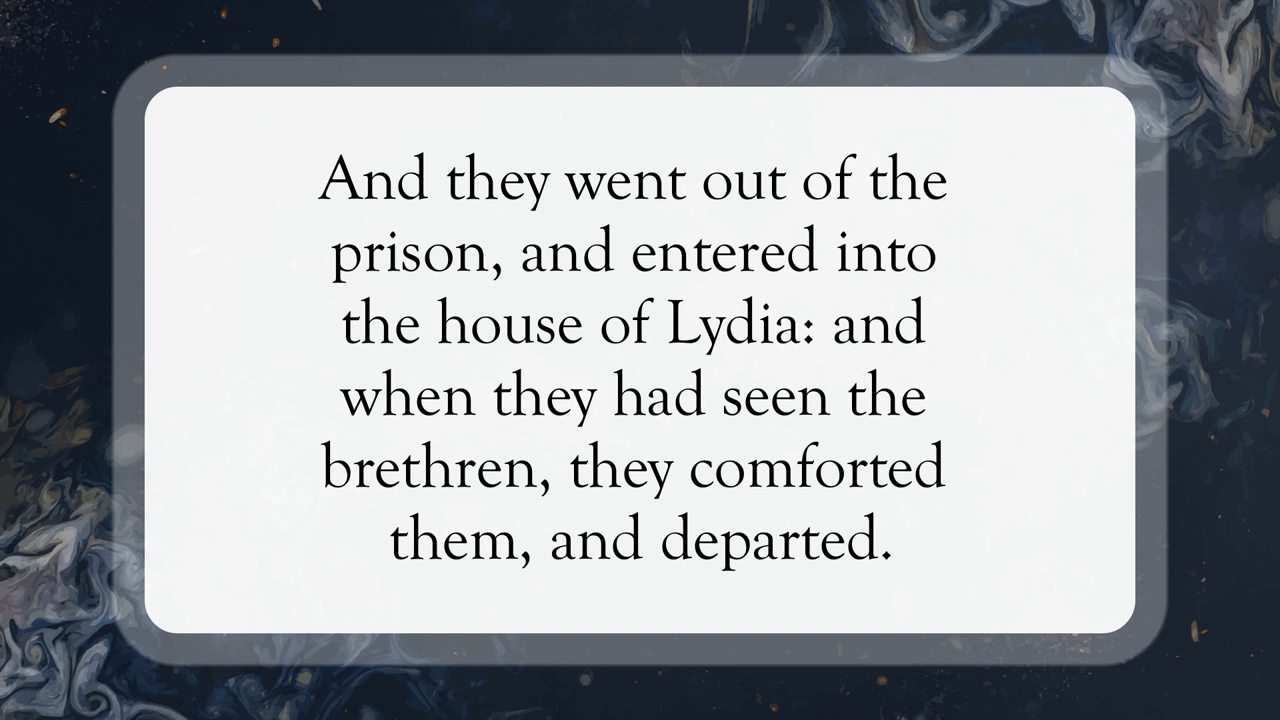 And they went out of the
prison, and entered into
the house of Lydia: and
when they had seen the
brethren, they comforted
them, and departed.